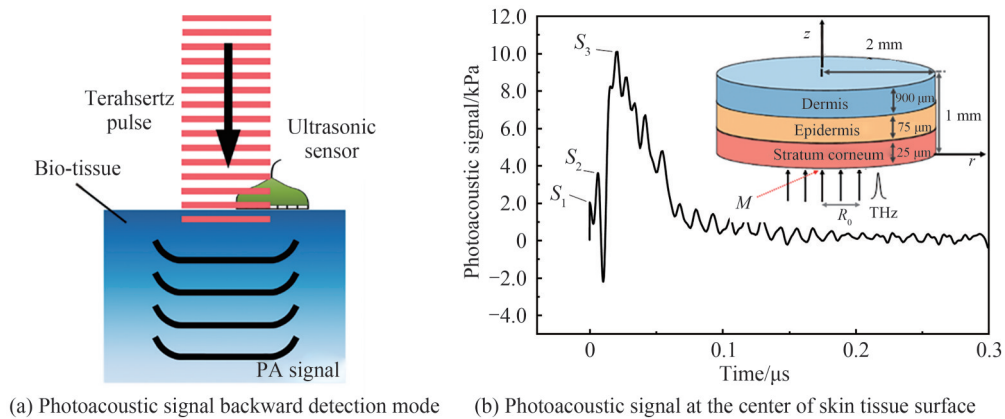 Terahsertz
pulse
Ultrasonic
sensor
Bio-tissue
PA signal
(a) Photoacoustic signal backward detection mode
Photoacoustic signal/kPa
12.0
10.0
8.0
6.0
4.0
2.0
0
−2.0
−4.0
S₁
S₂
S₃
z
2 mm
Dermis
900 μm
Epidermis
75 μm
1 mm
Stratum corneum
25 μm
r
M
R₀
THz
0
0.1
0.2
0.3
Time/μs
(b) Photoacoustic signal at the center of skin tissue surface